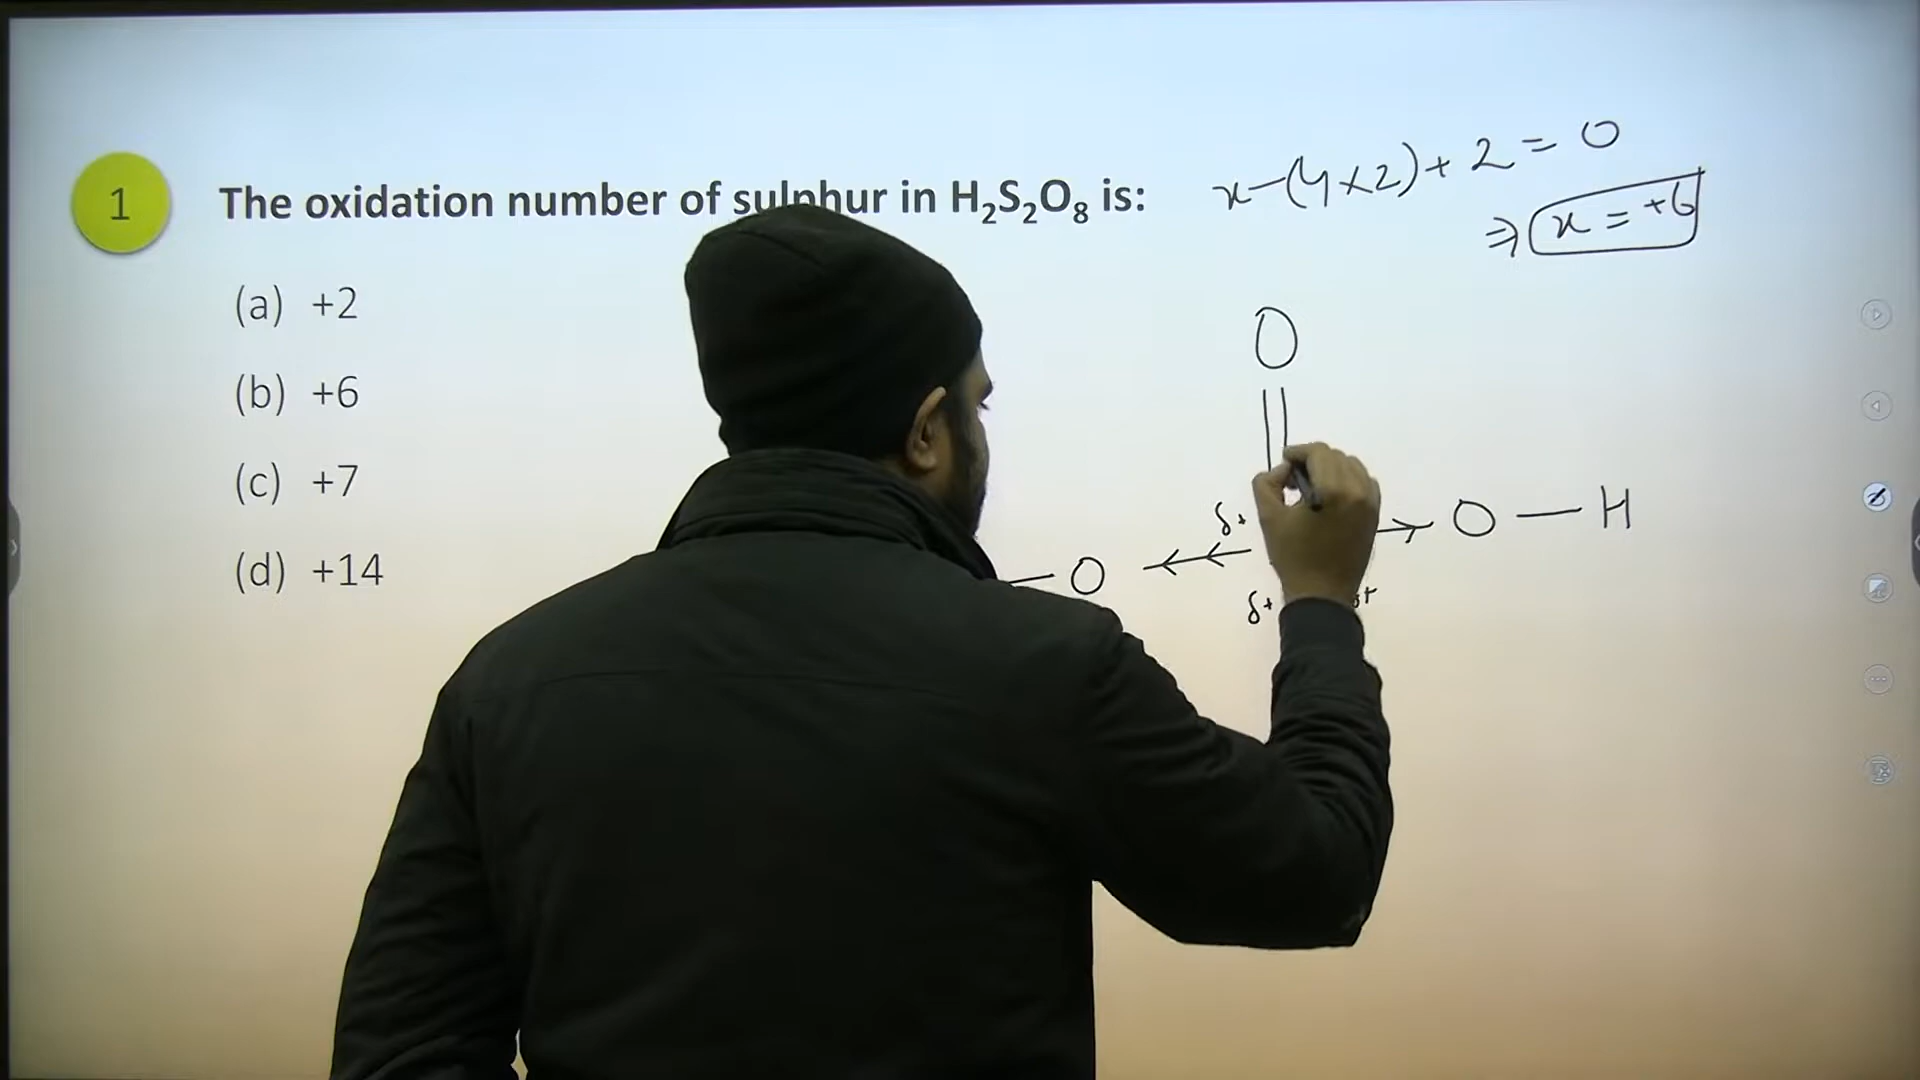 1 The oxidation number of sulphur in H₂S₂O₈ is:
x-(4×2)+2=0
⇒ x=+6
(a) +2
(b) +6
(c) +7
(d) +14
O
δ+
O—H
—O
δ+